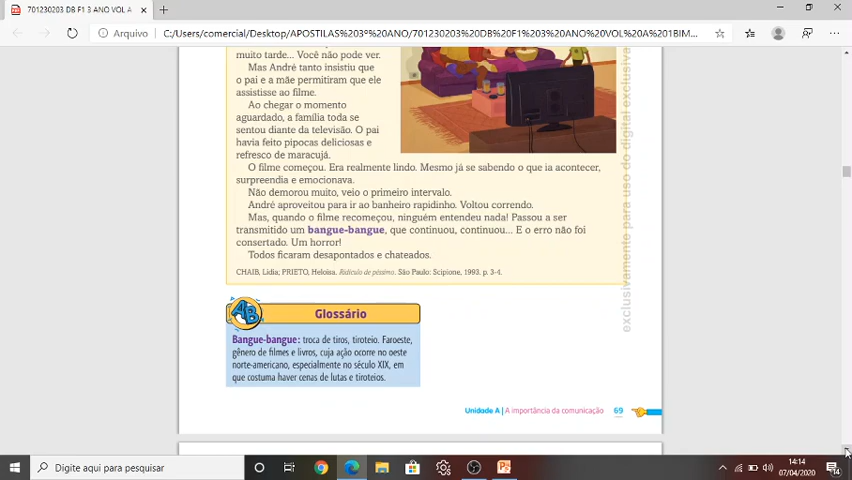 701230203 DB F1 3 ANO VOL A
Arquivo C:/Users/comercial/Desktop/APOSTILAS%203º%20ANO/701230203%20DB%20F1%203%20ANO%20VOL%20A%201BIM...
muito tarde... Você não pode ver.
Mas André tanto insistiu que
o pai e a mãe permitiram que ele
assistisse ao filme.
Ao chegar o momento
aguardado, a família toda se
sentou diante da televisão. O pai
havia feito pipocas deliciosas e
refresco de maracujá.
O filme começou. Era realmente lindo. Mesmo já se sabendo o que ia acontecer,
surpreendia e emocionava.
Não demorou muito, veio o primeiro intervalo.
André aproveitou para ir ao banheiro rapidinho. Voltou correndo.
Mas, quando o filme recomeçou, ninguém entendeu nada! Passou a ser
transmitido um bangue-bangue, que continuou, continuou... E o erro não foi
consertado. Um horror!
Todos ficaram desapontados e chateados.
CHAIB, Lidia; PRIETO, Heloisa. Ridículo de péssimo. São Paulo: Scipione, 1993. p. 3-4.
exclusivamente para uso do digital exclusiva
AB
Glossário
Bangue-bangue: troca de tiros, tiroteio. Faroeste,
gênero de filmes e livros, cuja ação ocorre no oeste
norte-americano, especialmente no século XIX, em
que costuma haver cenas de lutas e tiroteios.
Unidade A | A importância da comunicação 69
Digite aqui para pesquisar
14:14
07/04/2020
14